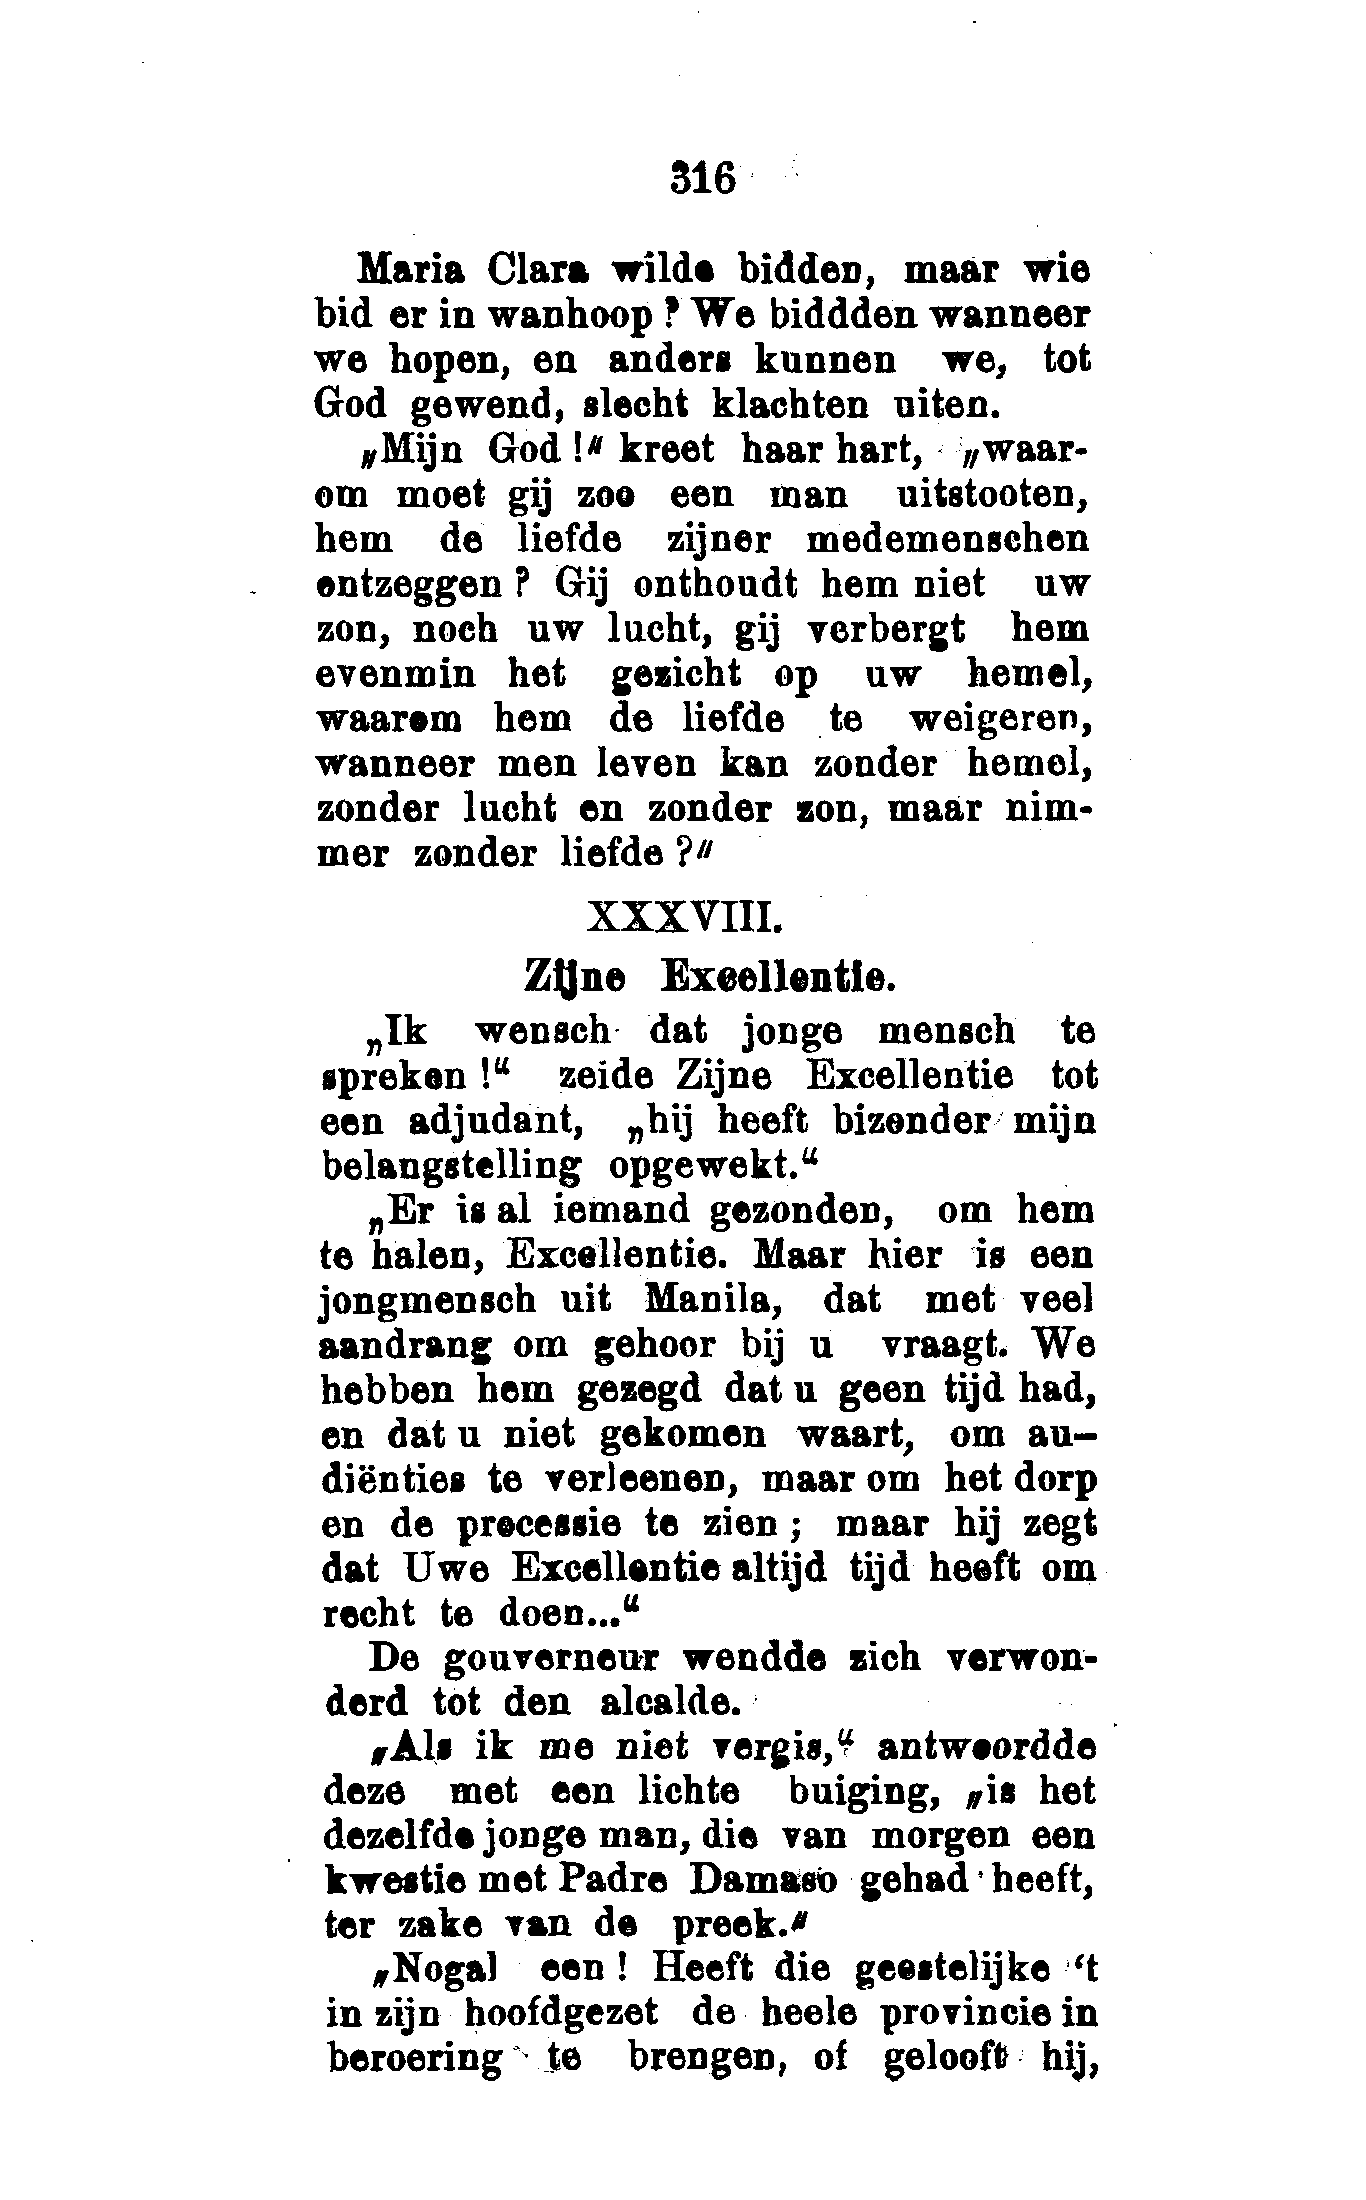 316
Maria Clara wilde bidden, maar wie
bid er in wanhoop? We biddden wanneer
we hopen, en anders kunnen we, tot
God gewend, slecht klachten uiten.
„Mijn God!" kreet haar hart, „waar-
om moet gij zoo een man uitstooten,
hem de liefde zijner medemenschen
entzeggen? Gij onthoudt hem niet uw
zon, noch uw lucht, gij verbergt hem
evenmin het gezicht op uw hemel,
waarom hem de liefde te weigeren,
wanneer men leven kan zonder hemel,
zonder lucht en zonder zon, maar nim-
mer zonder liefde?"
XXXVIII.
Zijne Excellentie.
„Ik wensch dat jonge mensch te
spreken!“ zeide Zijne Excellentie tot
een adjudant, „hij heeft bizonder mijn
belangstelling opgewekt.“
„Er is al iemand gezonden, om hem
te halen, Excellentie. Maar hier is een
jongmensch uit Manila, dat met veel
aandrang om gehoor bij u vraagt. We
hebben hem gezegd dat u geen tijd had,
en dat u niet gekomen waart, om au-
diënties te verleenen, maar om het dorp
en de processie te zien; maar hij zegt
dat Uwe Excellentie altijd tijd heeft om
recht te doen...“
De gouverneur wendde zich verwon-
derd tot den alcalde.
„Als ik me niet vergis,“ antwoordde
deze met een lichte buiging, „is het
dezelfde jonge man, die van morgen een
kwestie met Padre Damaso gehad heeft,
ter zake van de preek."
„Nogal een! Heeft die geestelijke ‘t
in zijn hoofdgezet de heele provincie in
beroering te brengen, of gelooft hij,